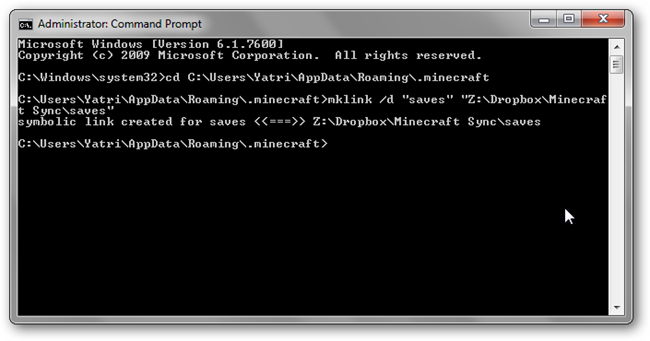 Administrator: Command Prompt
Microsoft Windows [Version 6.1.7600]
Copyright (c) 2009 Microsoft Corporation.  All rights reserved.
C:\Windows\system32>cd C:\Users\Yatri\AppData\Roaming\.minecraft
C:\Users\Yatri\AppData\Roaming\.minecraft>mklink /d "saves" "Z:\Dropbox\Minecraf
t Sync\saves"
symbolic link created for saves <<===>> Z:\Dropbox\Minecraft Sync\saves
C:\Users\Yatri\AppData\Roaming\.minecraft>